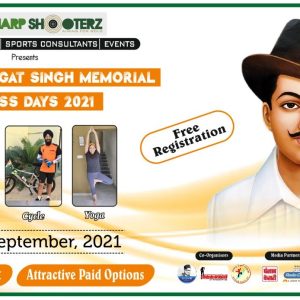 HARP SHOOTERZ
SPORTS CONSULTANTS | EVENTS
Presents
GAT SINGH MEMORIAL
SS DAYS 2021
Free
Registration
Cycle
Yoga
eptember, 2021
Co-Organisers
Media Partner
Attractive Paid Options